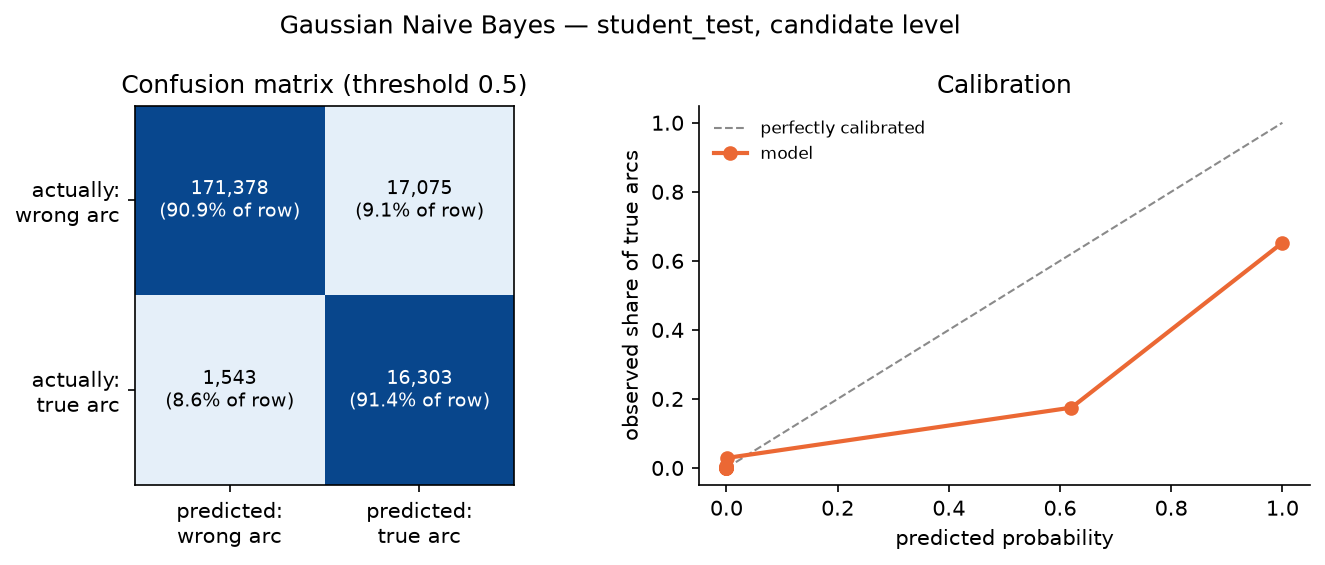 Gaussian Naive Bayes — student_test, candidate level
Confusion matrix (threshold 0.5)
actually:
wrong arc
171,378
(90.9% of row)
17,075
(9.1% of row)
actually:
true arc
1,543
(8.6% of row)
16,303
(91.4% of row)
predicted:
wrong arc
predicted:
true arc
Calibration
perfectly calibrated
model
observed share of true arcs
1.0
0.8
0.6
0.4
0.2
0.0
0.0 0.2 0.4 0.6 0.8 1.0
predicted probability